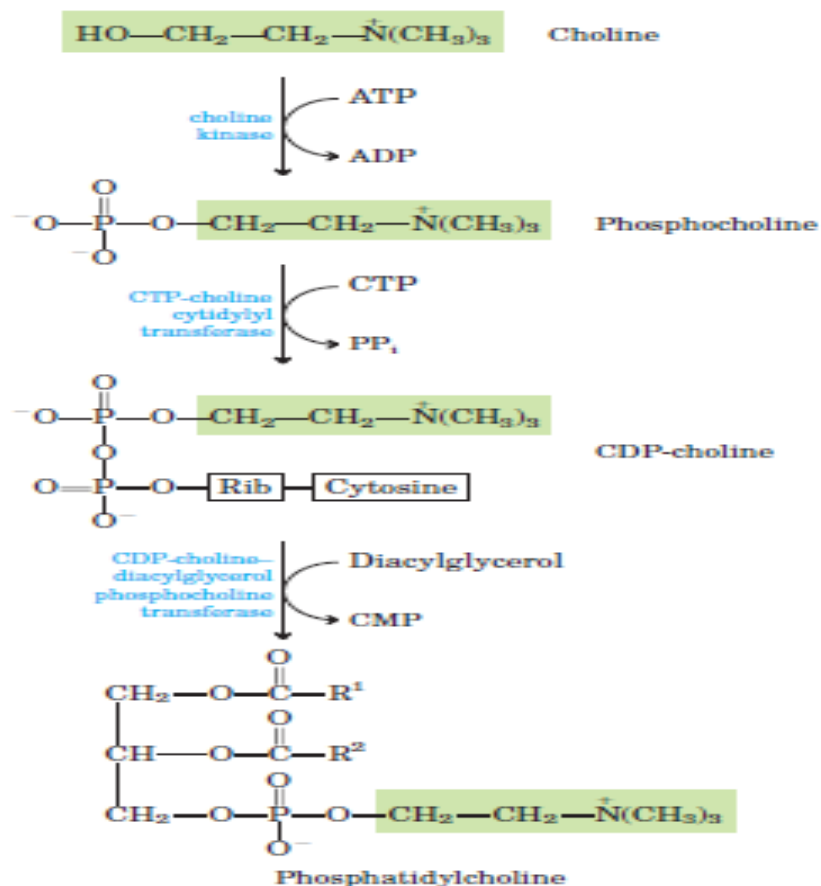 HO—CH₂—CH₂—N⁺(CH₃)₃ Choline
choline
kinase
ATP
ADP
O
⁻O—P—O—CH₂—CH₂—N⁺(CH₃)₃ Phosphocholine
⁻O
CTP-choline
cytidylyl
transferase
CTP
PPᵢ
O
⁻O—P—O—CH₂—CH₂—N⁺(CH₃)₃
O
CDP-choline
O=P—O—Rib—Cytosine
O⁻
CDP-choline–
diacylglycerol
phosphocholine
transferase
Diacylglycerol
CMP
O
CH₂—O—C—R¹
O
CH—O—C—R²
O
CH₂—O—P—O—CH₂—CH₂—N⁺(CH₃)₃
O⁻
Phosphatidylcholine